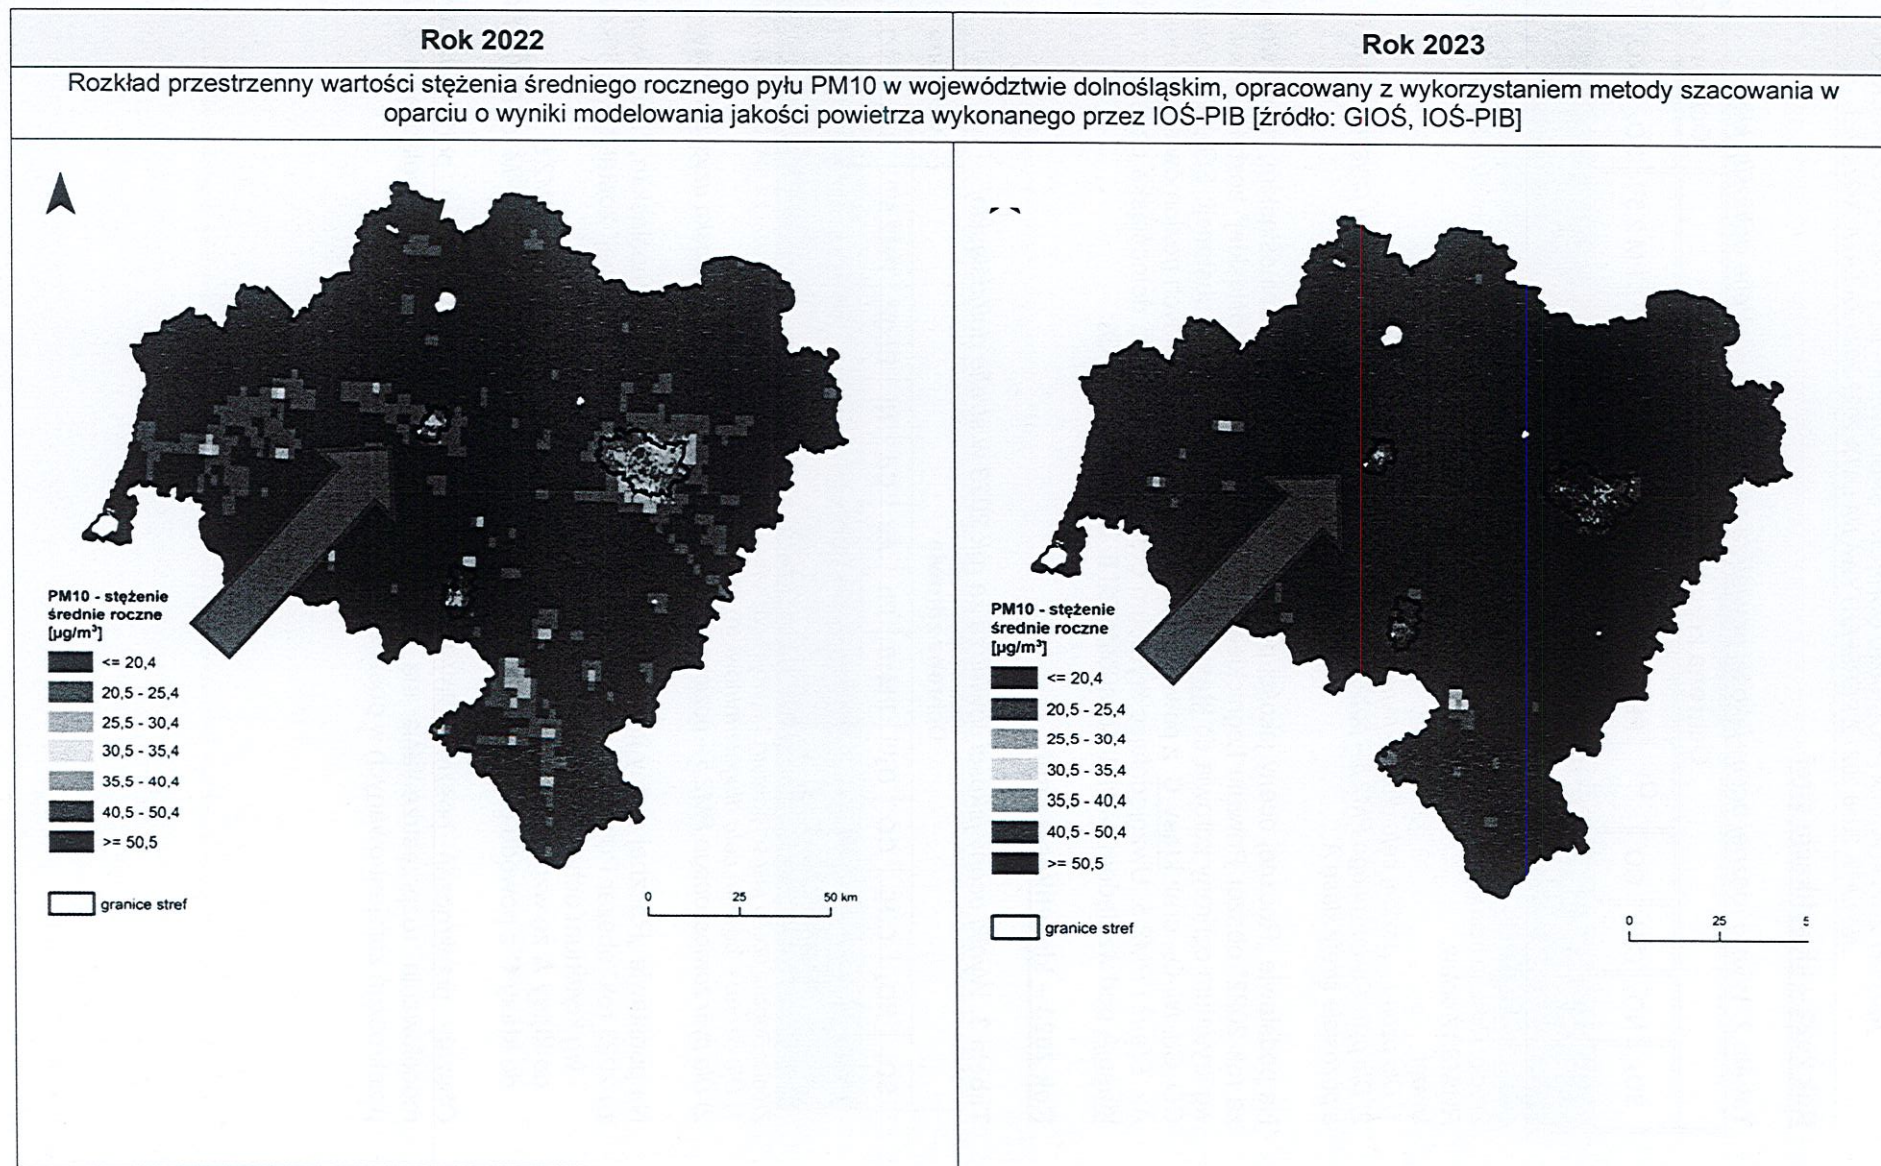 Rok 2022
Rok 2023
Rozkład przestrzenny wartości stężenia średniego rocznego pyłu PM10 w województwie dolnośląskim, opracowany z wykorzystaniem metody szacowania w
oparciu o wyniki modelowania jakości powietrza wykonanego przez IOŚ-PIB [źródło: GIOŚ, IOŚ-PIB]
PM10 - stężenie
średnie roczne
[µg/m³]
<= 20,4
20,5 - 25,4
25,5 - 30,4
30,5 - 35,4
35,5 - 40,4
40,5 - 50,4
>= 50,5
granice stref
0 25 50 km
PM10 - stężenie
średnie roczne
[µg/m³]
<= 20,4
20,5 - 25,4
25,5 - 30,4
30,5 - 35,4
35,5 - 40,4
40,5 - 50,4
>= 50,5
granice stref
0 25